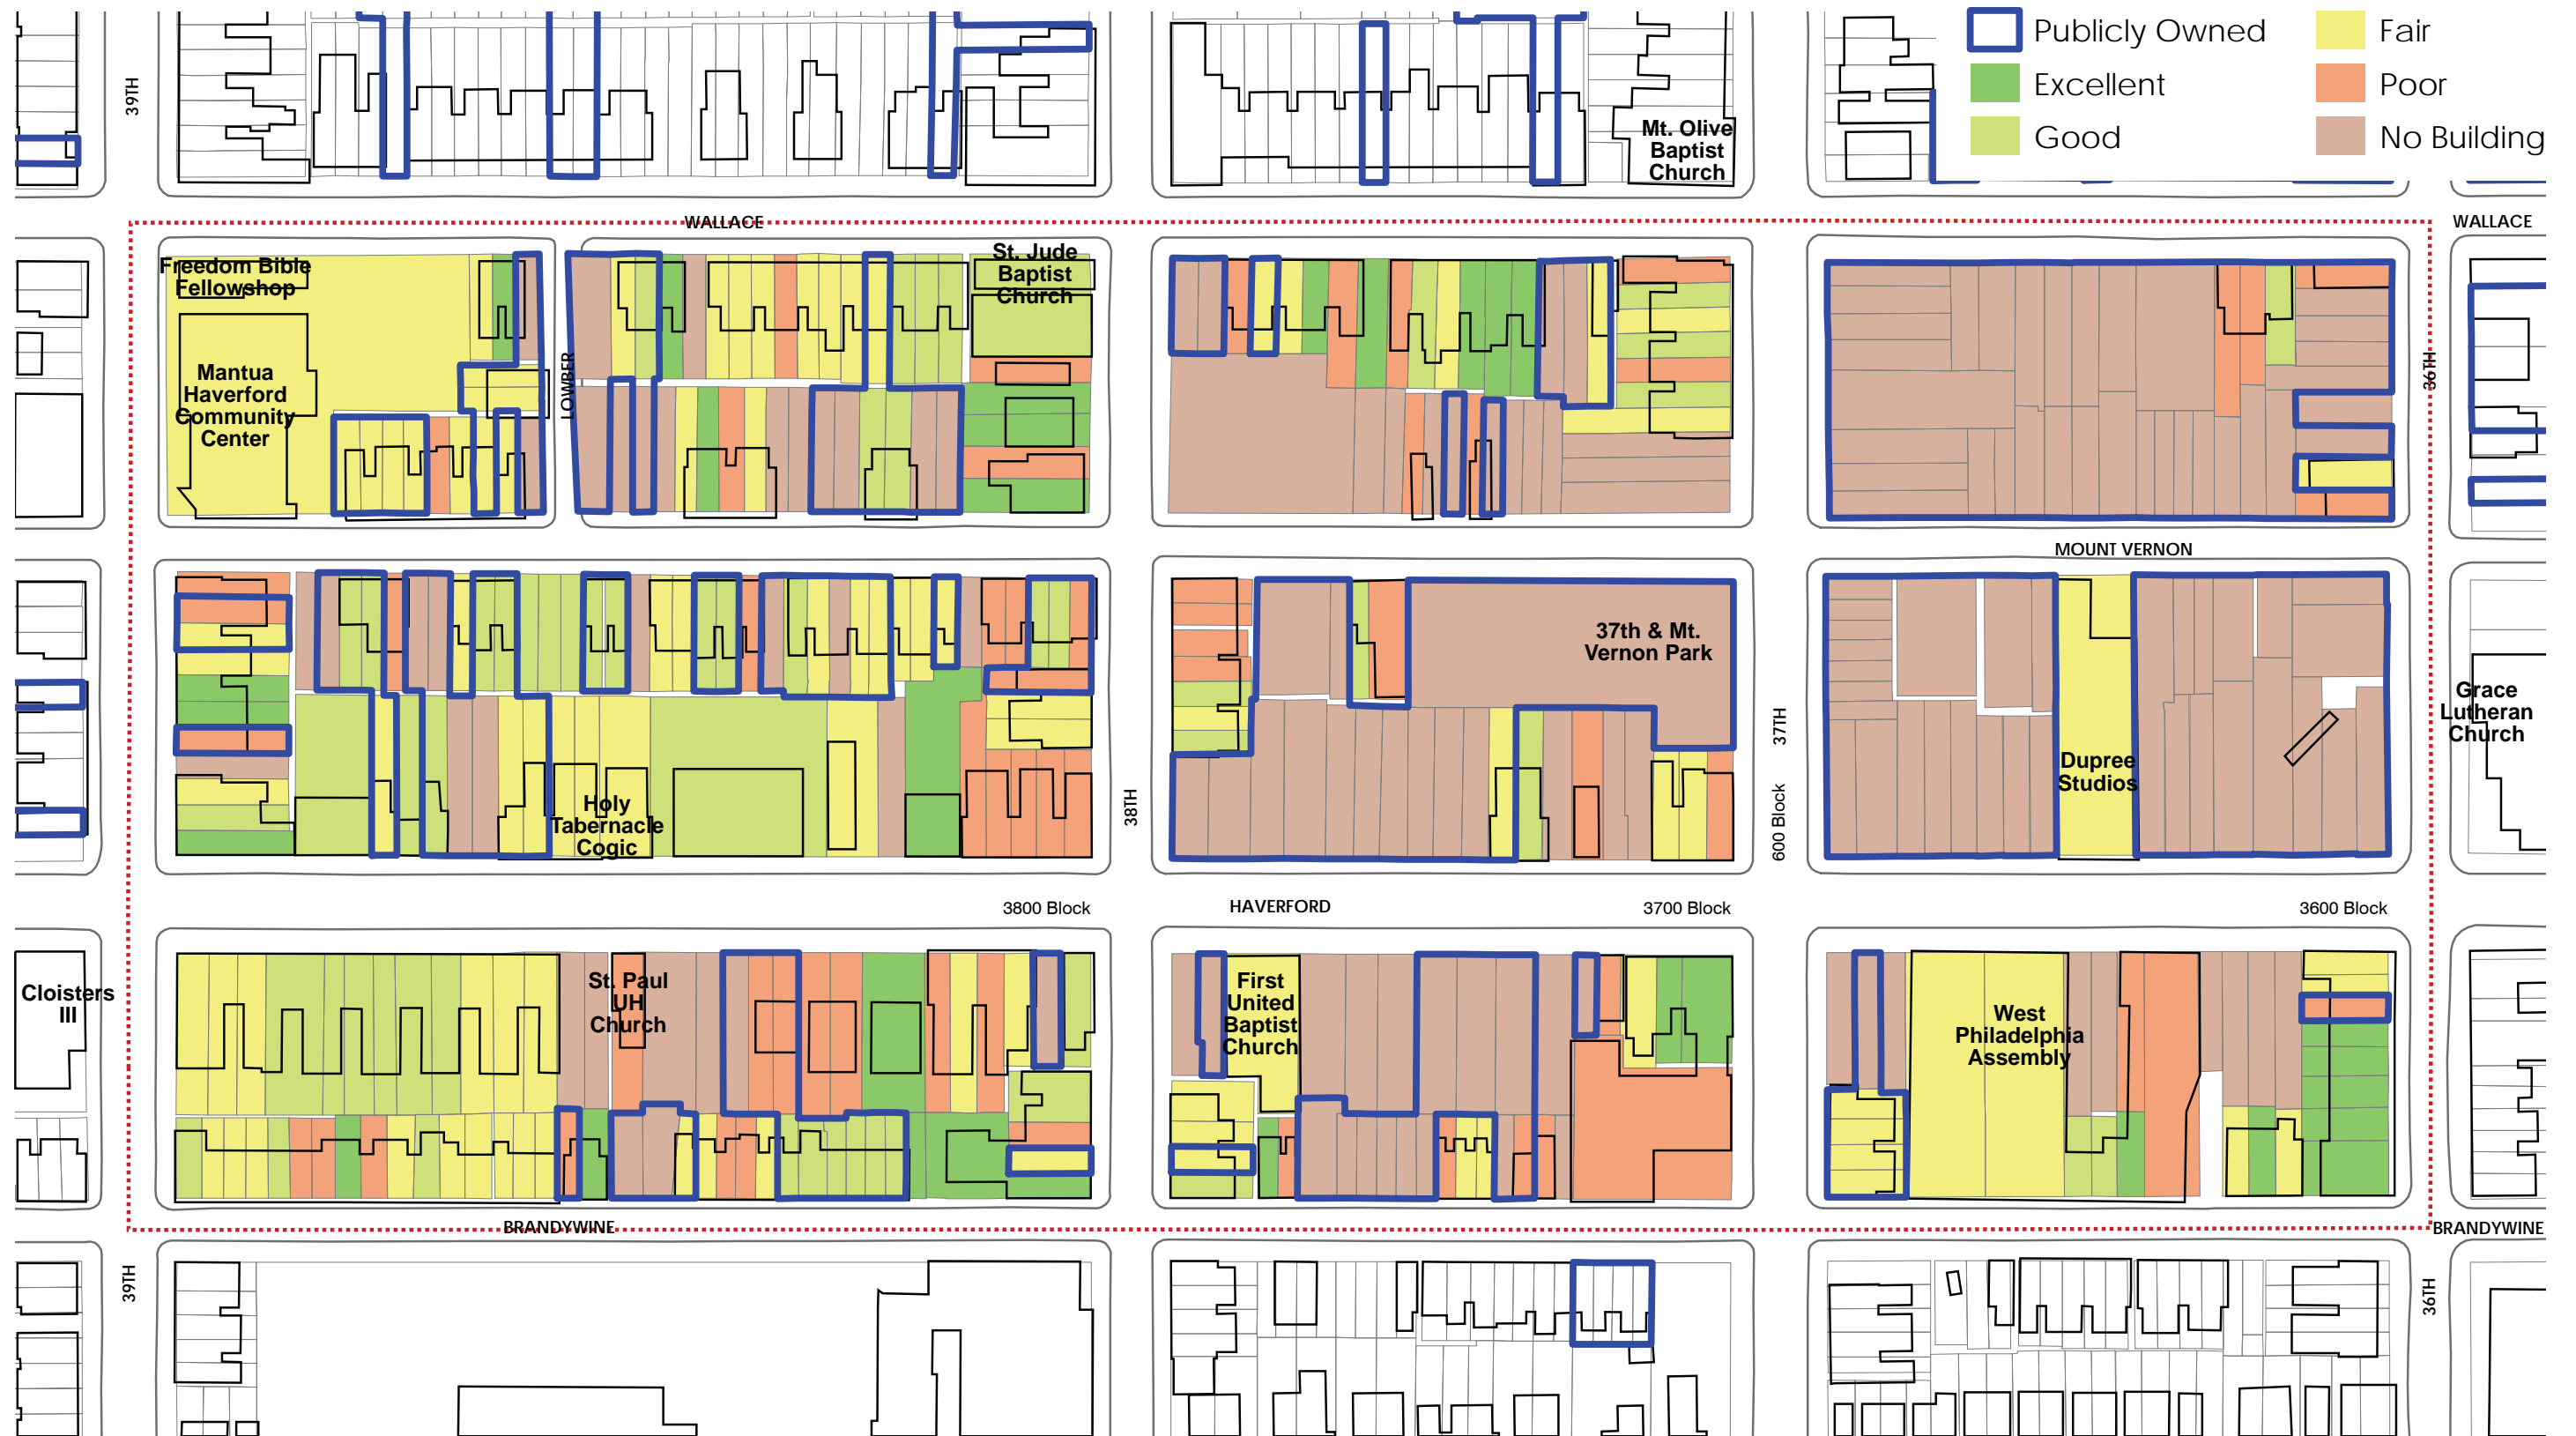 Publicly Owned
Fair
Excellent
Poor
Good
No Building
39TH
Mt. Olive
Baptist
Church
WALLACE
WALLACE
Freedom Bible
Fellowshop
St. Jude
Baptist
Church
Mantua
Haverford
Community
Center
LOWBER
36TH
MOUNT VERNON
37th & Mt.
Vernon Park
Grace
Lutheran
Church
37TH
Dupree
Studios
Holy
Tabernacle
Cogic
38TH
600 Block
3800 Block
HAVERFORD
3700 Block
3600 Block
Cloisters
III
St. Paul
UH
Church
First
United
Baptist
Church
West
Philadelphia
Assembly
BRANDYWINE
BRANDYWINE
39TH
36TH